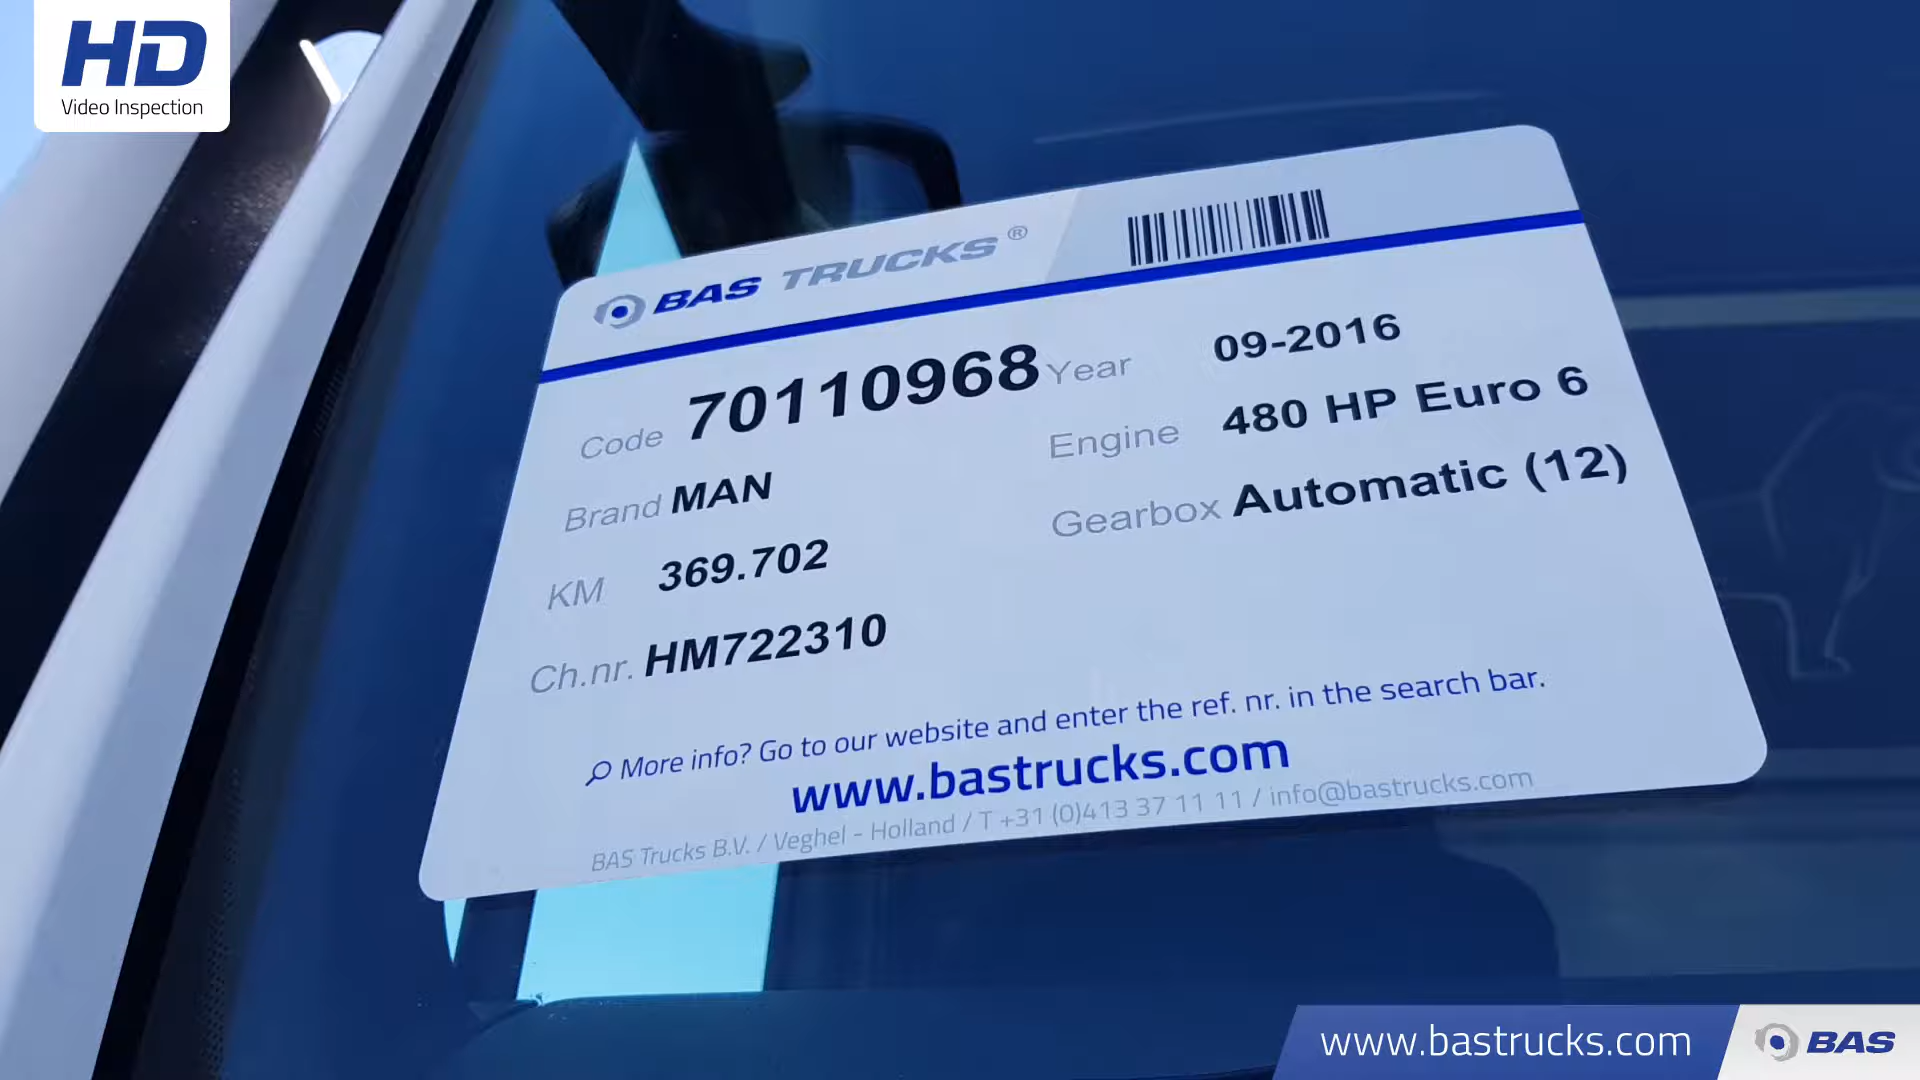 HD
Video Inspection
BAS TRUCKS®
Code 70110968
Brand MAN
KM 369.702
Ch.nr. HM722310
Year 09-2016
Engine 480 HP Euro 6
Gearbox Automatic (12)
More info? Go to our website and enter the ref. nr. in the search bar.
www.bastrucks.com
BAS Trucks B.V. / Veghel - Holland / T +31 (0)413 37 11 11 / info@bastrucks.com
www.bastrucks.com
BAS